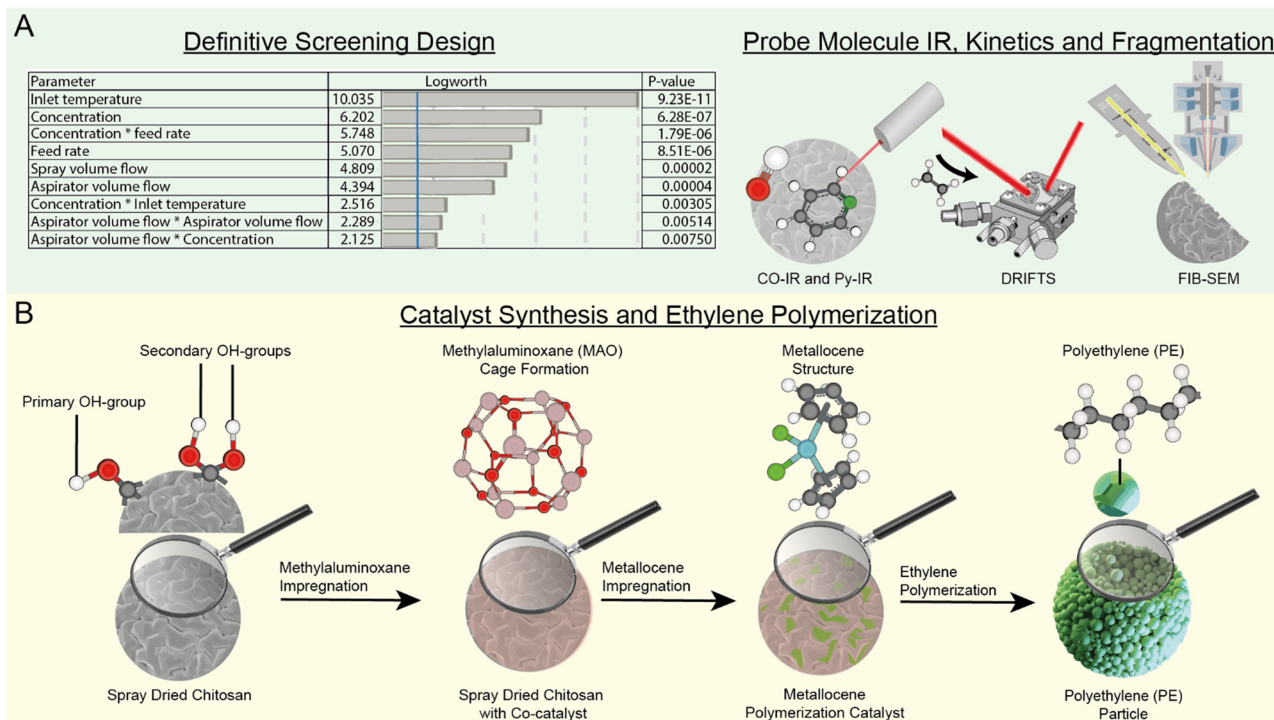 A
Definitive Screening Design
Parameter Logworth P-value
Inlet temperature 10.035 9.23E-11
Concentration 6.202 6.28E-07
Concentration * feed rate 5.748 1.79E-06
Feed rate 5.070 8.51E-06
Spray volume flow 4.809 0.00002
Aspirator volume flow 4.394 0.00004
Concentration * Inlet temperature 2.516 0.00305
Aspirator volume flow * Aspirator volume flow 2.289 0.00514
Aspirator volume flow * Concentration 2.125 0.00750
Probe Molecule IR, Kinetics and Fragmentation
CO-IR and Py-IR
DRIFTS
FIB-SEM
B
Catalyst Synthesis and Ethylene Polymerization
Secondary OH-groups
Primary OH-group
Spray Dried Chitosan
Methylaluminoxane
Impregnation
Methylaluminoxane (MAO)
Cage Formation
Spray Dried Chitosan
with Co-catalyst
Metallocene
Impregnation
Metallocene
Structure
Metallocene
Polymerization Catalyst
Ethylene
Polymerization
Polyethylene (PE)
Polyethylene (PE)
Particle